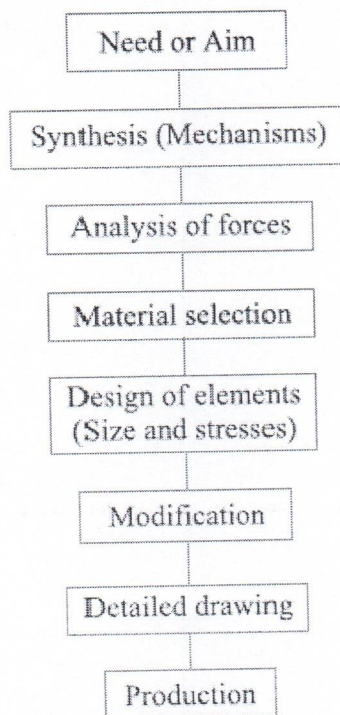 Need or Aim
Synthesis (Mechanisms)
Analysis of forces
Material selection
Design of elements
(Size and stresses)
Modification
Detailed drawing
Production